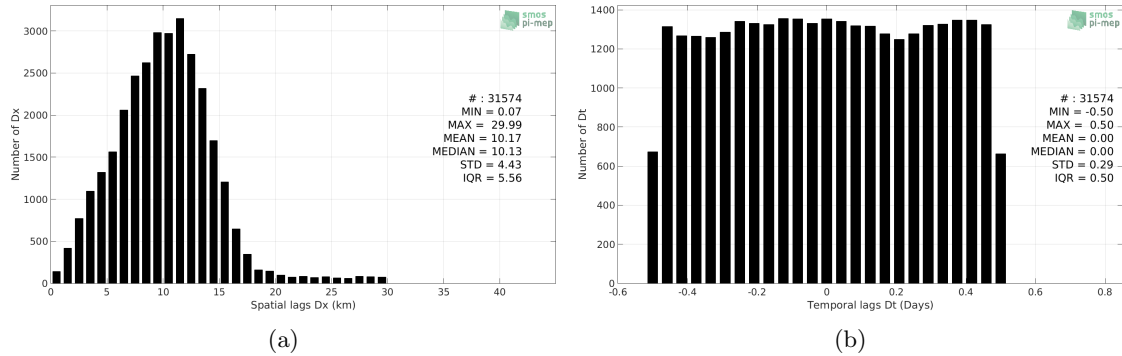 3000
2500
2000
1500
1000
500
0
0 5 10 15 20 25 30 35 40
Number of Dx
Spatial lags Dx (km)
smos
pi-mep
# : 31574
MIN = 0.07
MAX = 29.99
MEAN = 10.17
MEDIAN = 10.13
STD = 4.43
IQR = 5.56
(a)
1400
1200
1000
800
600
400
200
0
-0.6 -0.4 -0.2 0 0.2 0.4 0.6 0.8
Number of Dt
Temporal lags Dt (Days)
smos
pi-mep
# : 31574
MIN = -0.50
MAX = 0.50
MEAN = 0.00
MEDIAN = 0.00
STD = 0.29
IQR = 0.50
(b)